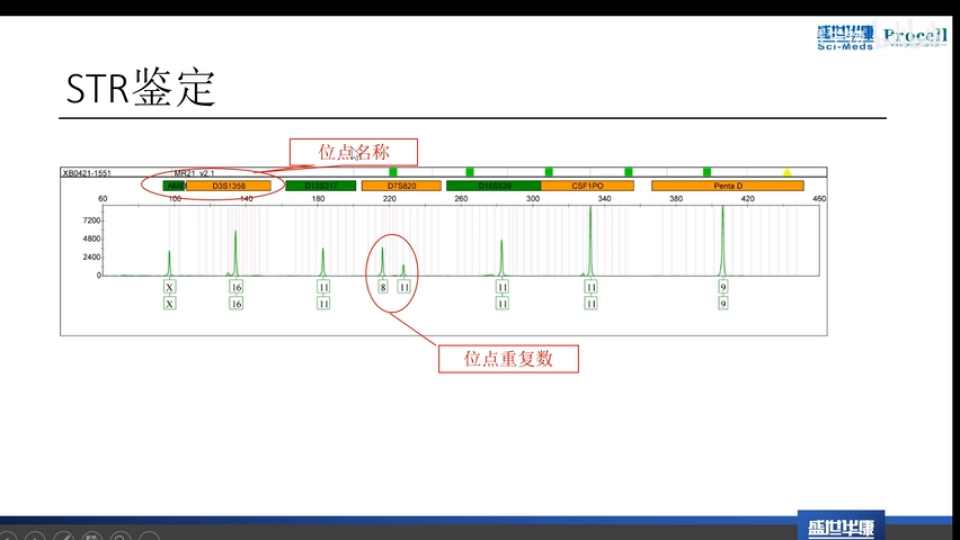 盛世华康
Sci-Meds
Procell
STR鉴定
位点名称
XB0421-1551 MR21_v2.1
AMEL D3S1358 D13S317 D7S820 D16S539 CSF1PO Penta D
60 100 140 180 220 260 300 340 380 420 460
7200
4800
2400
0
X 16 11 8 11 11 11 9
X 16 11 11 11 9
位点重复数
盛世华康